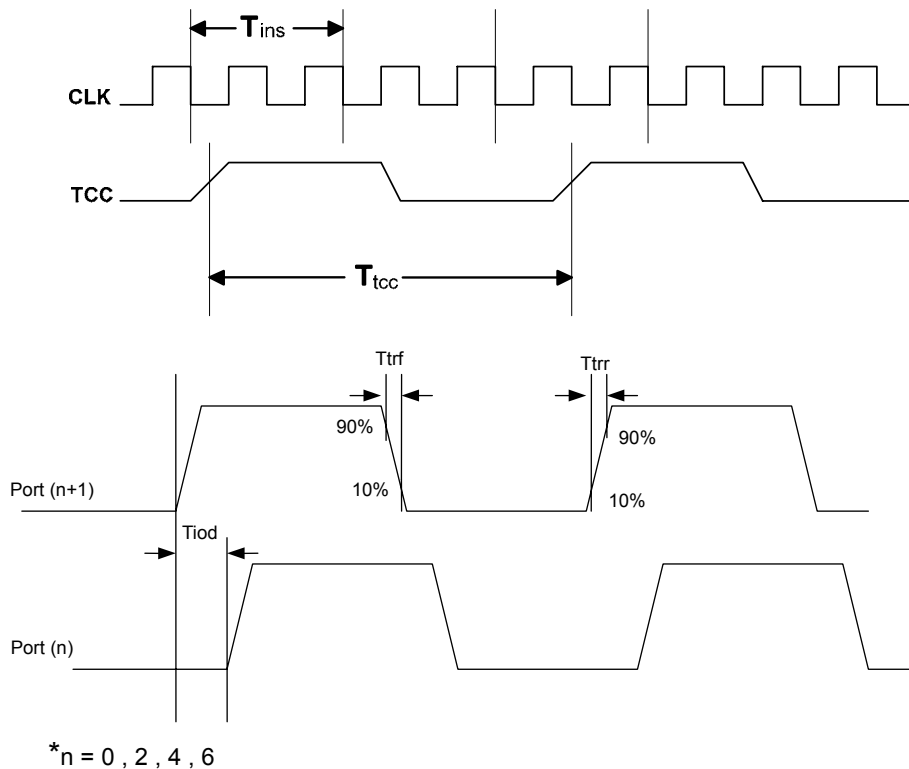 Tins
CLK
TCC
Ttcc
Ttrf
Ttrr
90%
90%
10%
10%
Port (n+1)
Tiod
Port (n)
*n = 0 , 2 , 4 , 6